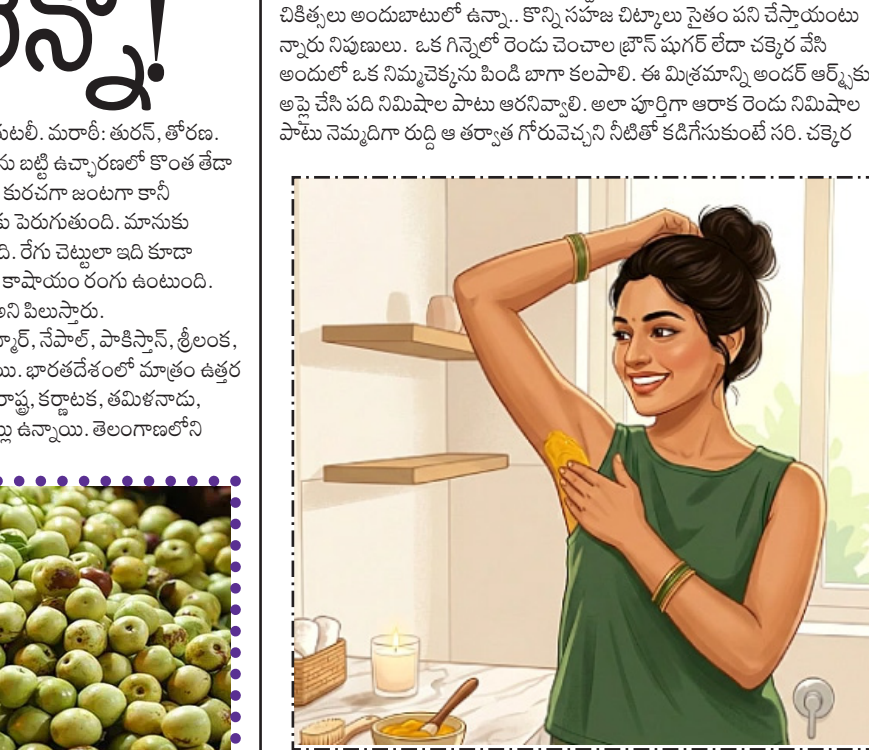 రేన్నా!
గుటలీ. మరాఠీ: తురన్, తోరణ.
ను బట్టి ఉచ్ఛారణలో కొంత తేడా
కురచగా జంటగా కానీ
కు పెరుగుతుంది. మానుకు
ది. రేగు చెట్టులా ఇది కూడా
కాషాయం రంగు ఉంటుంది.
అని పిలుస్తారు.
న్మార్, నేపాల్, పాకిస్తాన్, శ్రీలంక,
యి. భారతదేశంలో మాత్రం ఉత్తర
రాష్ట్ర, కర్ణాటక, తమిళనాడు,
ట్లు ఉన్నాయి. తెలంగాణలోని
చికిత్సలు అందుబాటులో ఉన్నా.. కొన్ని సహజ చిట్కాలు సైతం పని చేస్తాయంటు
న్నారు నిపుణులు. ఒక గిన్నెలో రెండు చెంచాల బ్రౌన్ షుగర్ లేదా చక్కెర వేసి
అందులో ఒక నిమ్మచెక్కను పిండి బాగా కలపాలి. ఈ మిశ్రమాన్ని అండర్ ఆర్మ్స్‌కు
అప్లై చేసి పది నిమిషాల పాటు ఆరనివ్వాలి. అలా పూర్తిగా ఆరాక రెండు నిమిషాల
పాటు నెమ్మదిగా రుద్ది ఆ తర్వాత గోరువెచ్చని నీటితో కడిగేసుకుంటే సరి. చక్కెర